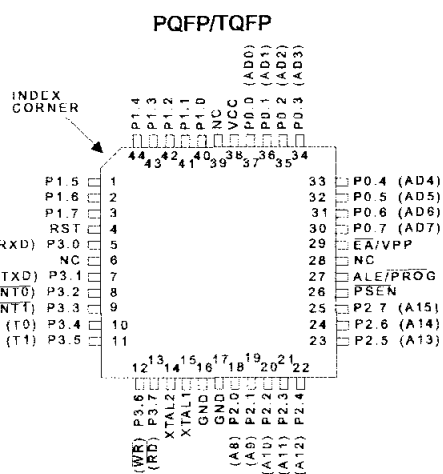 PQFP/TQFP
INDEX
CORNER
P1.4
P1.3
P1.2
P1.1
P1.0
NC
VCC
P0.0 (AD0)
P0.1 (AD1)
P0.2 (AD2)
P0.3 (AD3)
44 43 42 41 40 39 38 37 36 35 34
P1.5 1
P1.6 2
P1.7 3
RST 4
RXD) P3.0 5
NC 6
TXD) P3.1 7
NT0) P3.2 8
NT1) P3.3 9
(T0) P3.4 10
(T1) P3.5 11
33 P0.4 (AD4)
32 P0.5 (AD5)
31 P0.6 (AD6)
30 P0.7 (AD7)
29 EA/VPP
28 NC
27 ALE/PROG
26 PSEN
25 P2.7 (A15)
24 P2.6 (A14)
23 P2.5 (A13)
12 13 14 15 16 17 18 19 20 21 22
(WR) P3.6
(RD) P3.7
XTAL2
XTAL1
GND
GND
(A8) P2.0
(A9) P2.1
(A10) P2.2
(A11) P2.3
(A12) P2.4